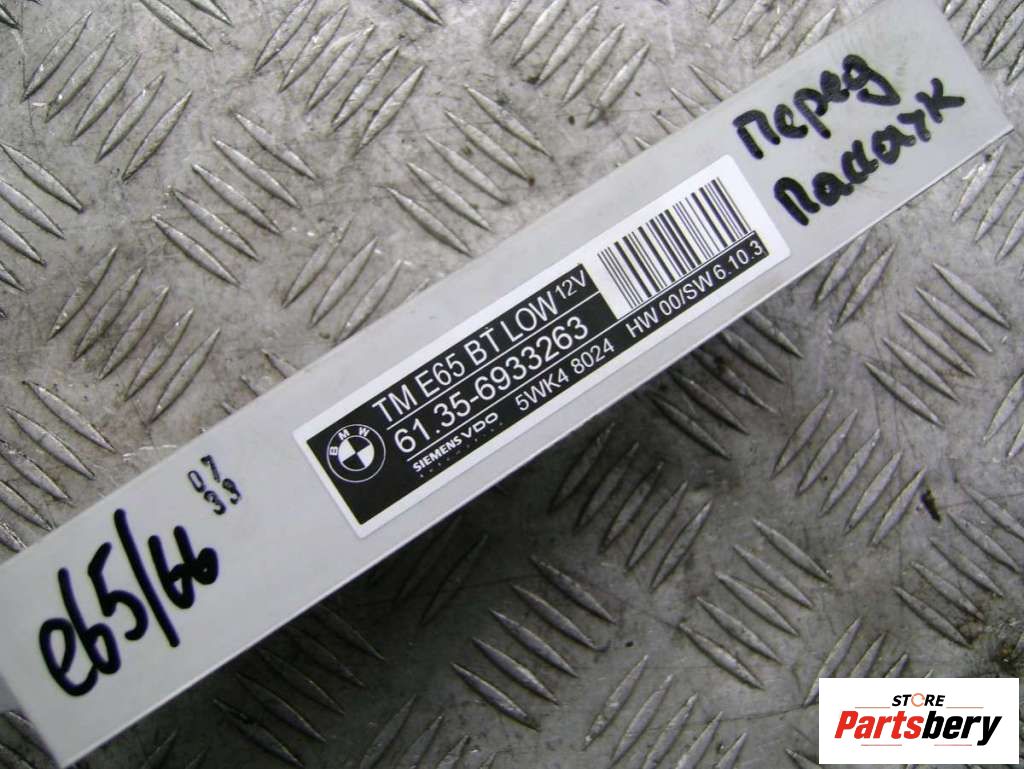 Перед
TM E65 BT LOW 12V
61.35-6933263
BMW
SIEMENS VDO 5WK4 8024 HW 00/SW 6.10.3
07
39
e65/66
STORE
Partsbery